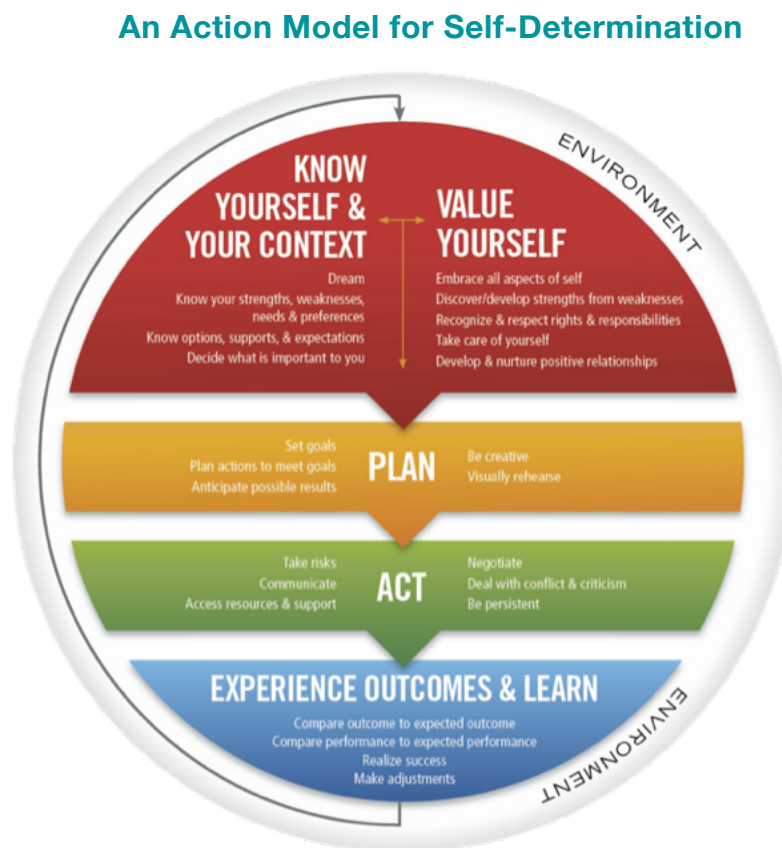 An Action Model for Self-Determination
ENVIRONMENT
KNOW
YOURSELF &
YOUR CONTEXT
Dream
Know your strengths, weaknesses,
needs & preferences
Know options, supports, & expectations
Decide what is important to you
VALUE
YOURSELF
Embrace all aspects of self
Discover/develop strengths from weaknesses
Recognize & respect rights & responsibilities
Take care of yourself
Develop & nurture positive relationships
Set goals
Plan actions to meet goals
Anticipate possible results
PLAN
Be creative
Visually rehearse
Take risks
Communicate
Access resources & support
ACT
Negotiate
Deal with conflict & criticism
Be persistent
EXPERIENCE OUTCOMES & LEARN
Compare outcome to expected outcome
Compare performance to expected performance
Realize success
Make adjustments
ENVIRONMENT